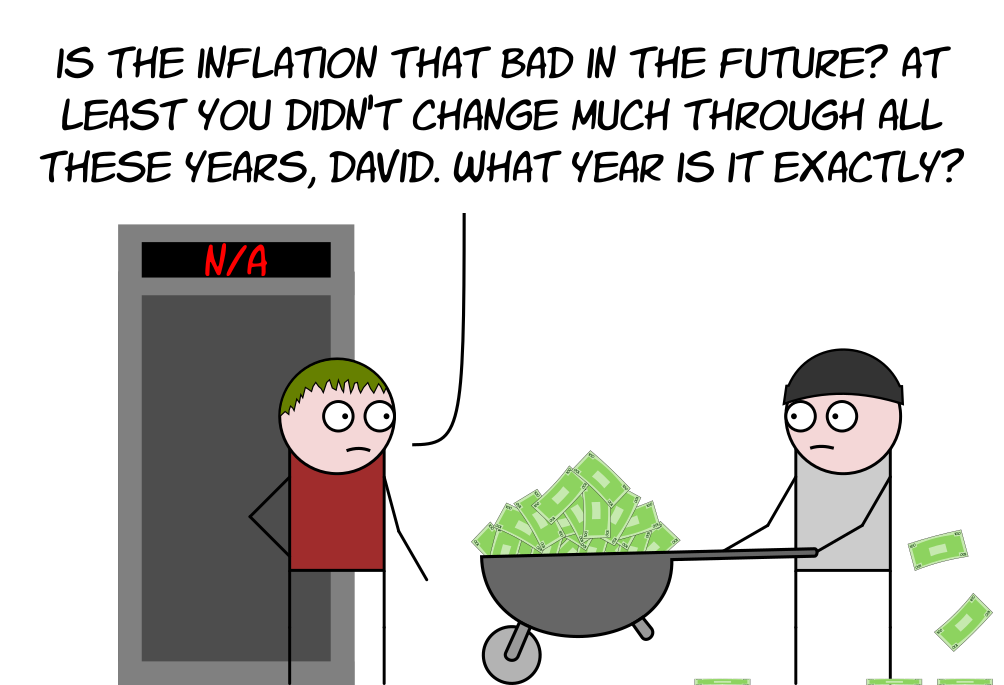 IS THE INFLATION THAT BAD IN THE FUTURE? AT
LEAST YOU DIDN'T CHANGE MUCH THROUGH ALL
THESE YEARS, DAVID. WHAT YEAR IS IT EXACTLY?
N/A